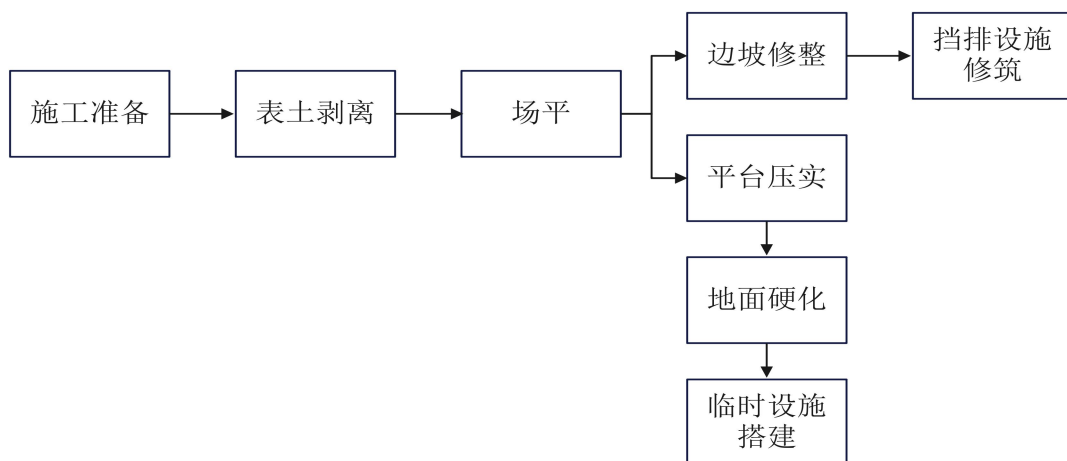 施工准备
表土剥离
场平
边坡修整
挡排设施
修筑
平台压实
地面硬化
临时设施
搭建